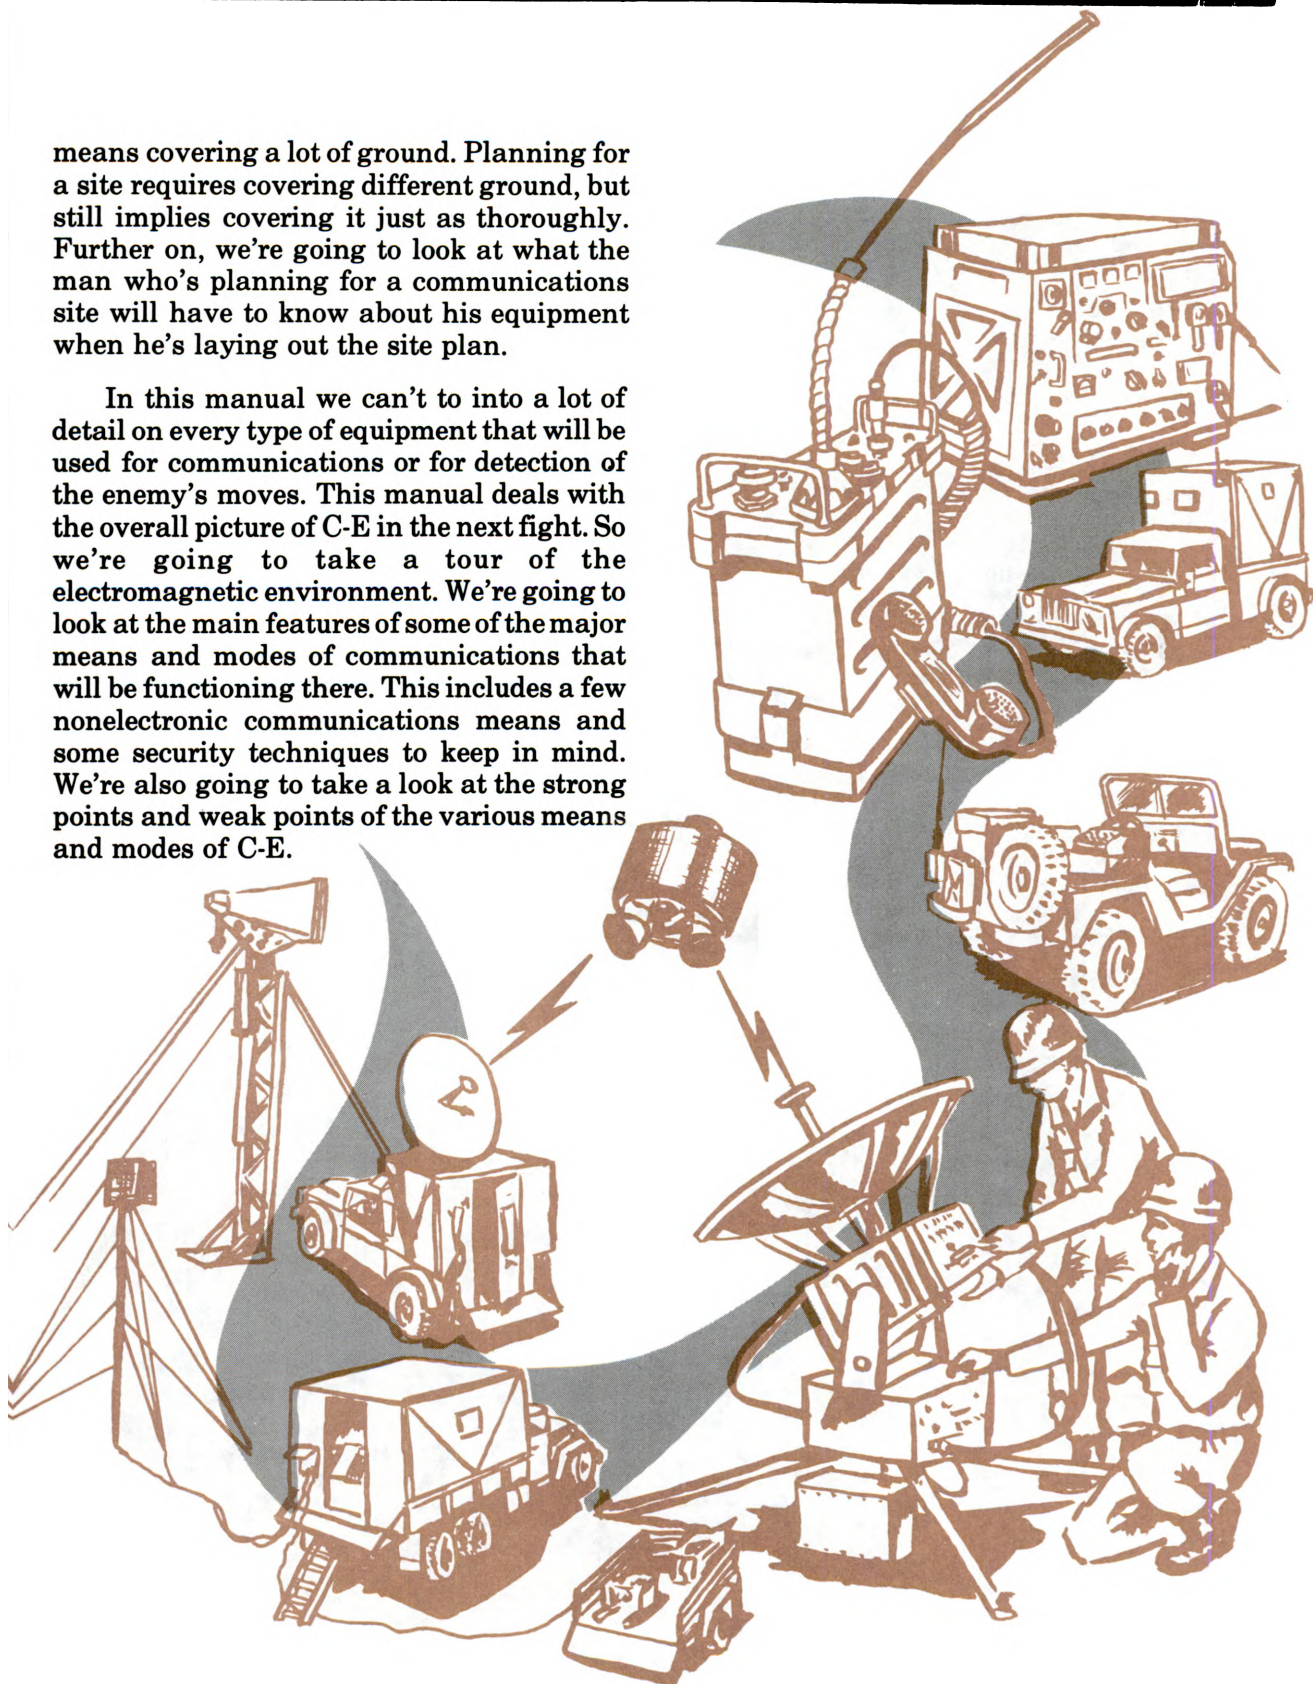 means covering a lot of ground. Planning for
a site requires covering different ground, but
still implies covering it just as thoroughly.
Further on, we're going to look at what the
man who's planning for a communications
site will have to know about his equipment
when he's laying out the site plan.
In this manual we can't to into a lot of
detail on every type of equipment that will be
used for communications or for detection of
the enemy's moves. This manual deals with
the overall picture of C-E in the next fight. So
we're going to take a tour of the
electromagnetic environment. We're going to
look at the main features of some of the major
means and modes of communications that
will be functioning there. This includes a few
nonelectronic communications means and
some security techniques to keep in mind.
We're also going to take a look at the strong
points and weak points of the various means
and modes of C-E.